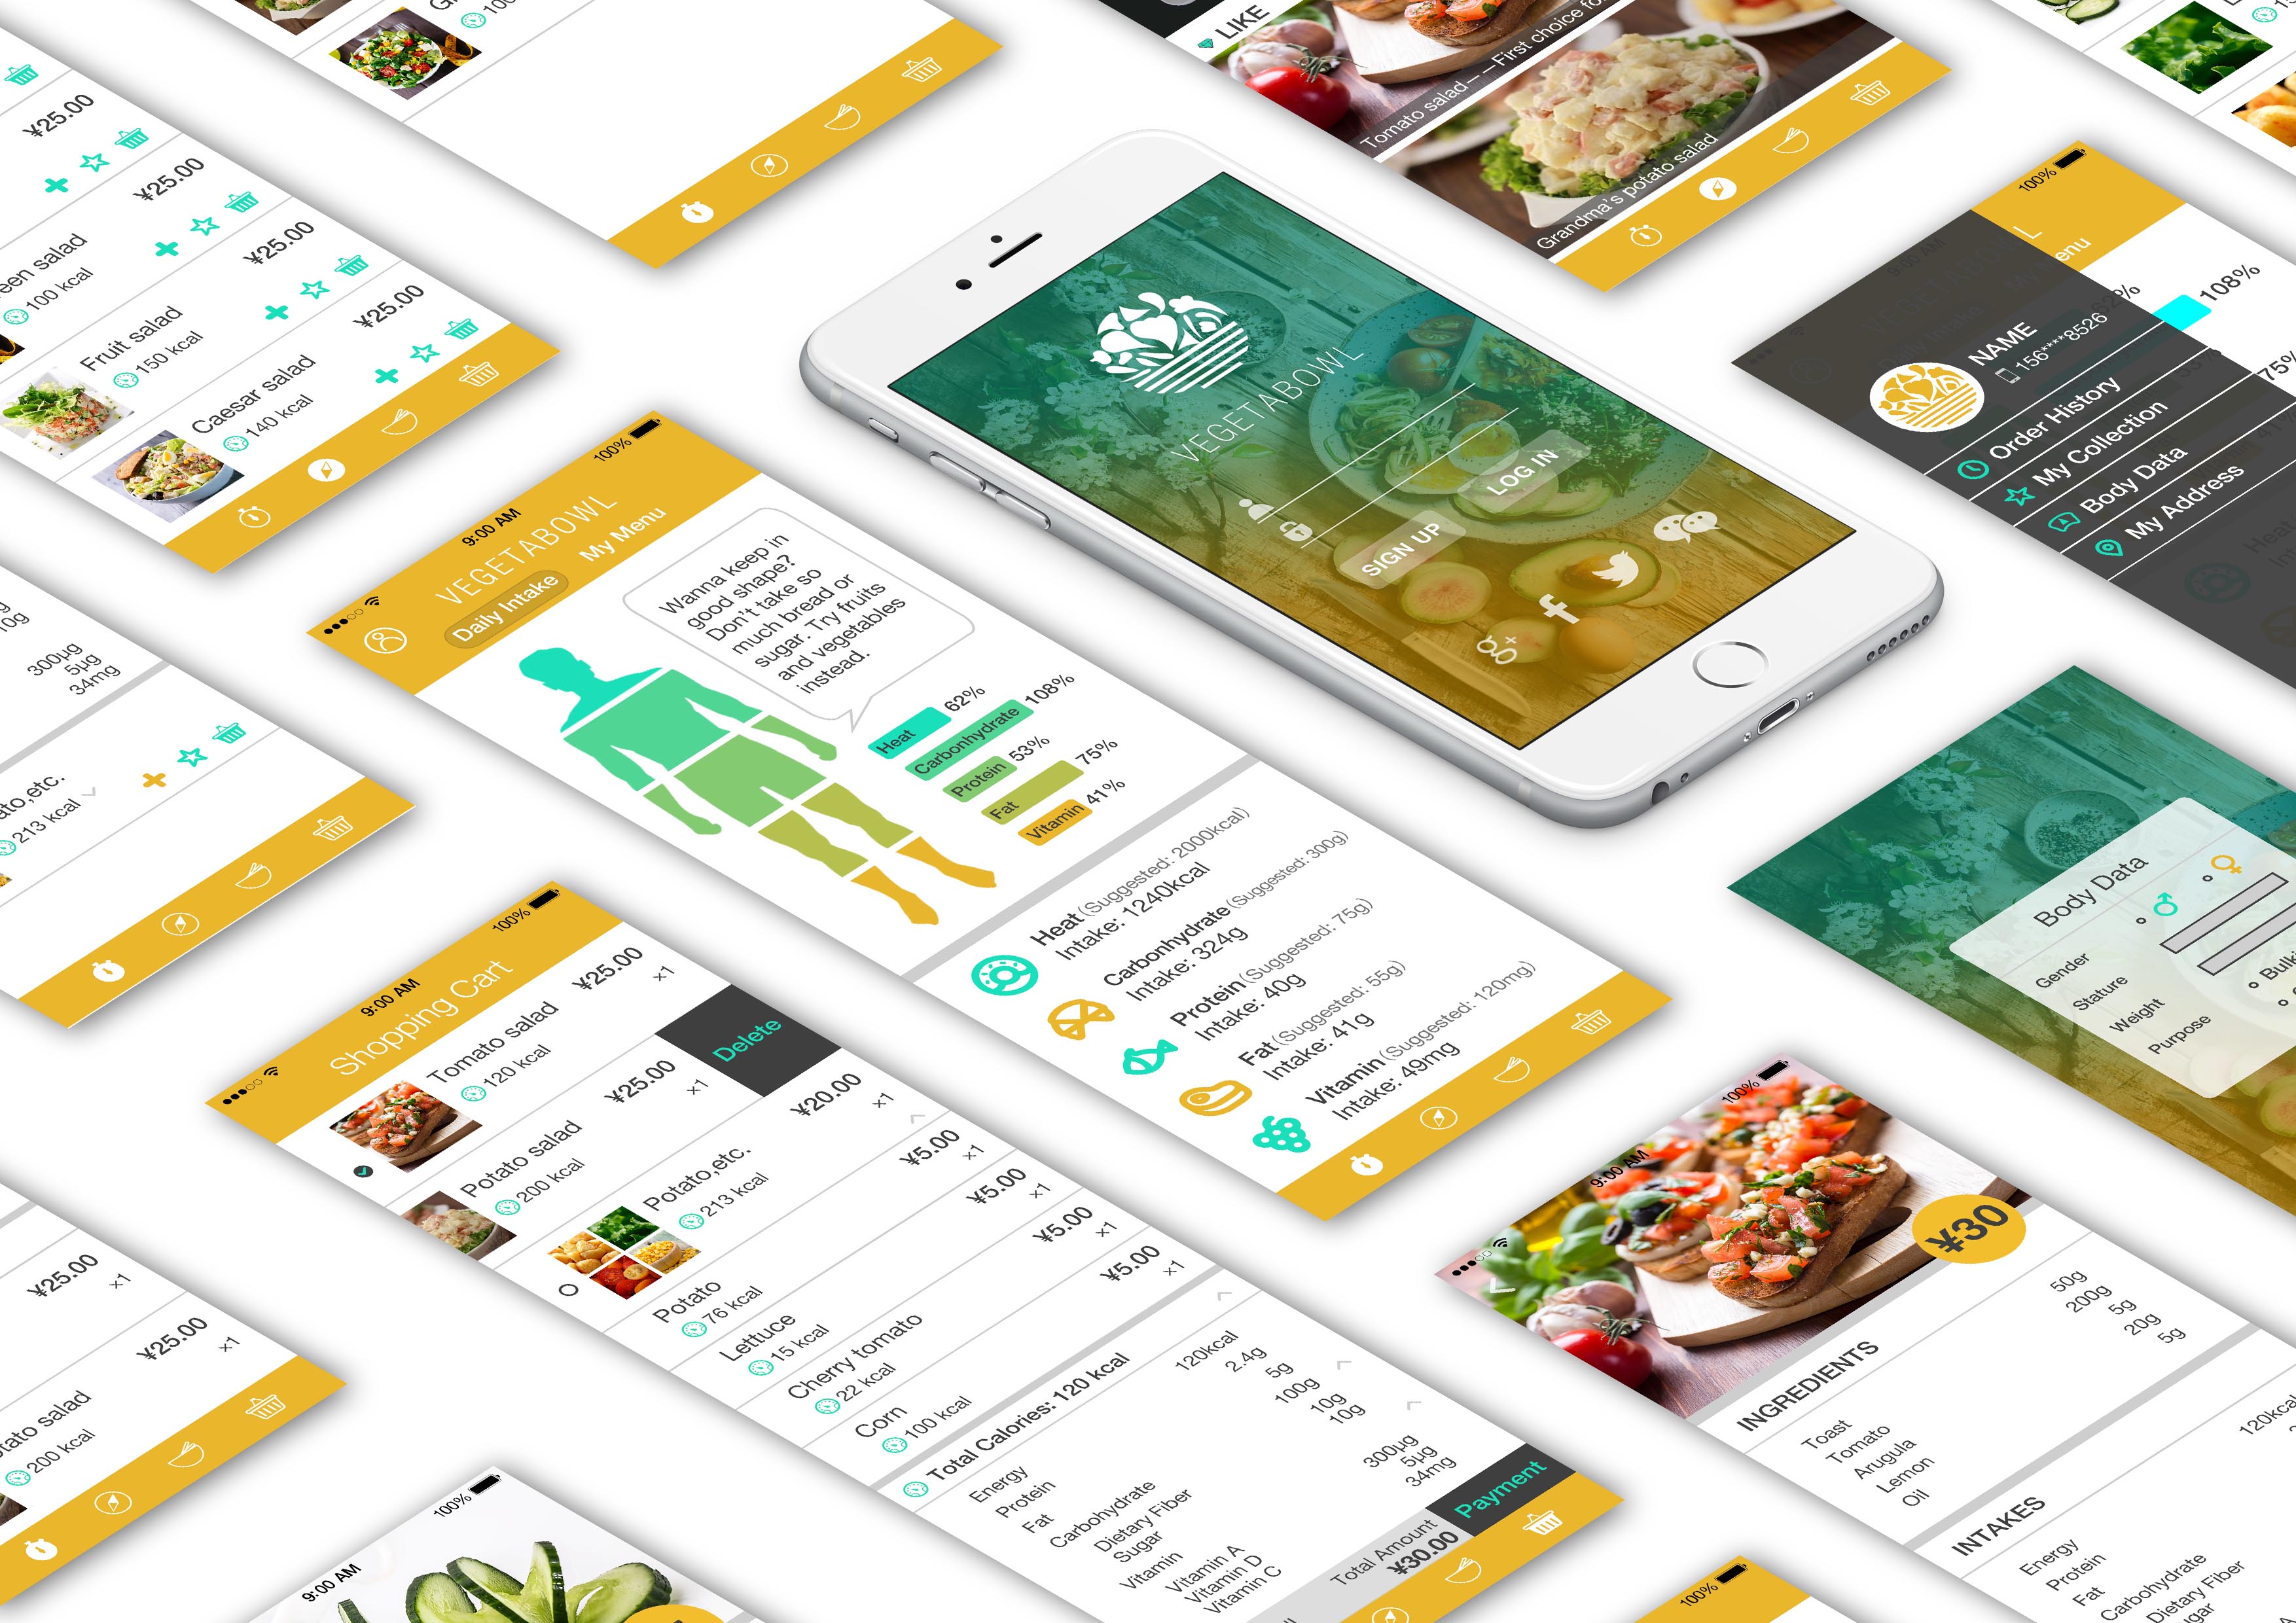 ¥25.00
¥25.00
Green salad
100 kcal
¥25.00
Fruit salad
150 kcal
¥25.00
Caesar salad
140 kcal
LIKE
Tomato salad — — First choice
Grandma's potato salad
VEGETABOWL
LOG IN
SIGN UP
g+
f
100%
Menu
108%
75%
NAME
156****8526
Order History
My Collection
Body Data
My Address
10g
300μg
5μg
34mg
213 kcal
100%
9:00 AM
VEGETABOWL
Daily Intake
My Menu
Wanna keep in
good shape?
Don't take so
much bread or
sugar. Try fruits
and vegetables
instead.
Heat 62%
Carbonhydrate 108%
Protein 53%
Fat 75%
Vitamin 41%
Heat (Suggested: 2000kcal)
Intake: 1240kcal
Carbonhydrate (Suggested: 300g)
Intake: 324g
Protein (Suggested: 75g)
Intake: 40g
Fat (Suggested: 55g)
Intake: 41g
Vitamin (Suggested: 120mg)
Intake: 49mg
Body Data
Gender
Stature
Weight
Purpose
100%
9:00 AM
Shopping Cart
Tomato salad
120 kcal
¥25.00
×1
Potato salad
200 kcal
¥25.00
×1
Delete
Potato,etc.
213 kcal
¥20.00
×1
Potato
76 kcal
¥5.00
×1
Lettuce
15 kcal
¥5.00
×1
Cherry tomato
22 kcal
¥5.00
×1
Corn
100 kcal
¥5.00
×1
Total Calories: 120 kcal
Energy 120kcal
Protein 2.4g
Fat 5g
Carbohydrate 100g
Dietary Fiber 10g
Sugar 10g
Vitamin
Vitamin A 300μg
Vitamin D 5μg
Vitamin C 34mg
Total Amount
¥30.00
Payment
¥25.00
×1
¥25.00
×1
salad
200 kcal
100%
9:00 AM
100%
9:00 AM
¥30
INGREDIENTS
Toast 50g
Tomato 200g
Arugula 5g
Lemon 20g
Oil 5g
INTAKES
Energy
Protein
Fat
Carbohydrate
Dietary Fiber
100%